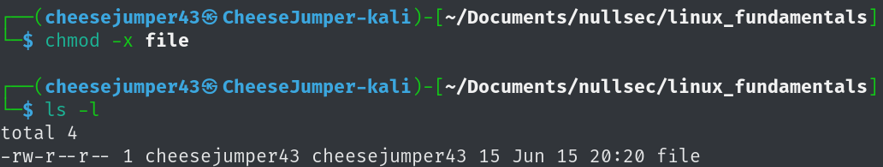 ┌──(cheesejumper43㉿CheeseJumper-kali)-[~/Documents/nullsec/linux_fundamentals]
└─$ chmod -x file
┌──(cheesejumper43㉿CheeseJumper-kali)-[~/Documents/nullsec/linux_fundamentals]
└─$ ls -l
total 4
-rw-r--r-- 1 cheesejumper43 cheesejumper43 15 Jun 15 20:20 file